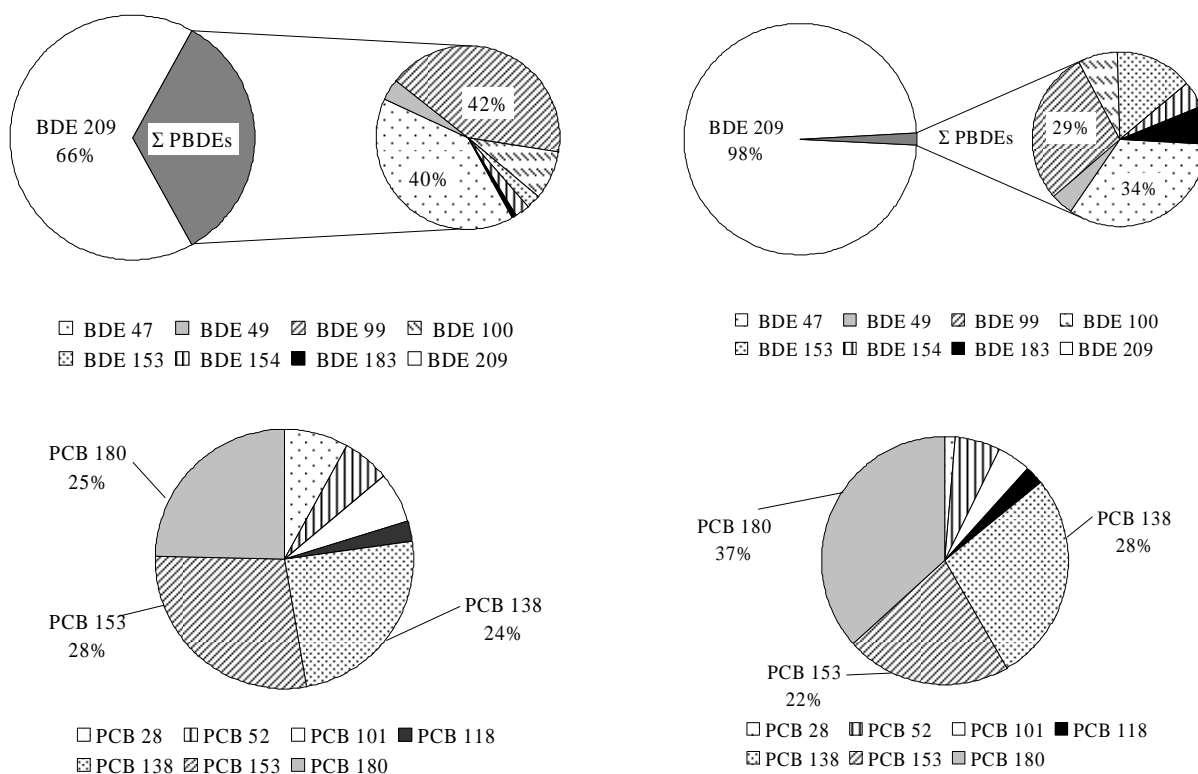 BDE 209
66%
Σ PBDEs
42%
40%
BDE 47 BDE 49 BDE 99 BDE 100
BDE 153 BDE 154 BDE 183 BDE 209
BDE 209
98%
Σ PBDEs
29%
34%
BDE 47 BDE 49 BDE 99 BDE 100
BDE 153 BDE 154 BDE 183 BDE 209
PCB 180
25%
PCB 153
28%
PCB 138
24%
PCB 28 PCB 52 PCB 101 PCB 118
PCB 138 PCB 153 PCB 180
PCB 180
37%
PCB 138
28%
PCB 153
22%
PCB 28 PCB 52 PCB 101 PCB 118
PCB 138 PCB 153 PCB 180